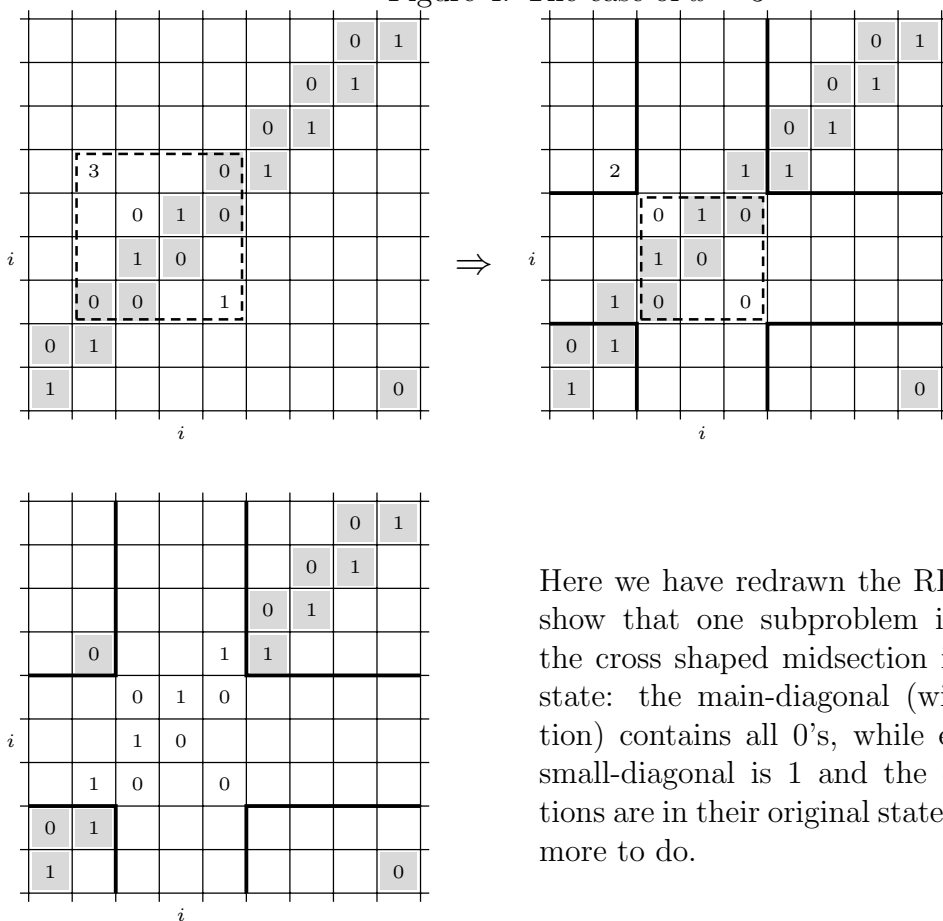 The case of
0 1
0 1
0 1
3 0 1
0 1 0
i 1 0
0 0 1
0 1
1 0
i
⇒
0 1
0 1
0 1
2 1 1
0 1 0
i 1 0
1 0 0
0 1
1 0
i
0 1
0 1
0 1
0 1 1
0 1 0
i 1 0
1 0 0
0 1
1 0
i
Here we have redrawn the
show that one subproblem
the cross shaped midsection
state: the main-diagonal
tion) contains all 0's, while
small-diagonal is 1 and the
tions are in their original state
more to do.